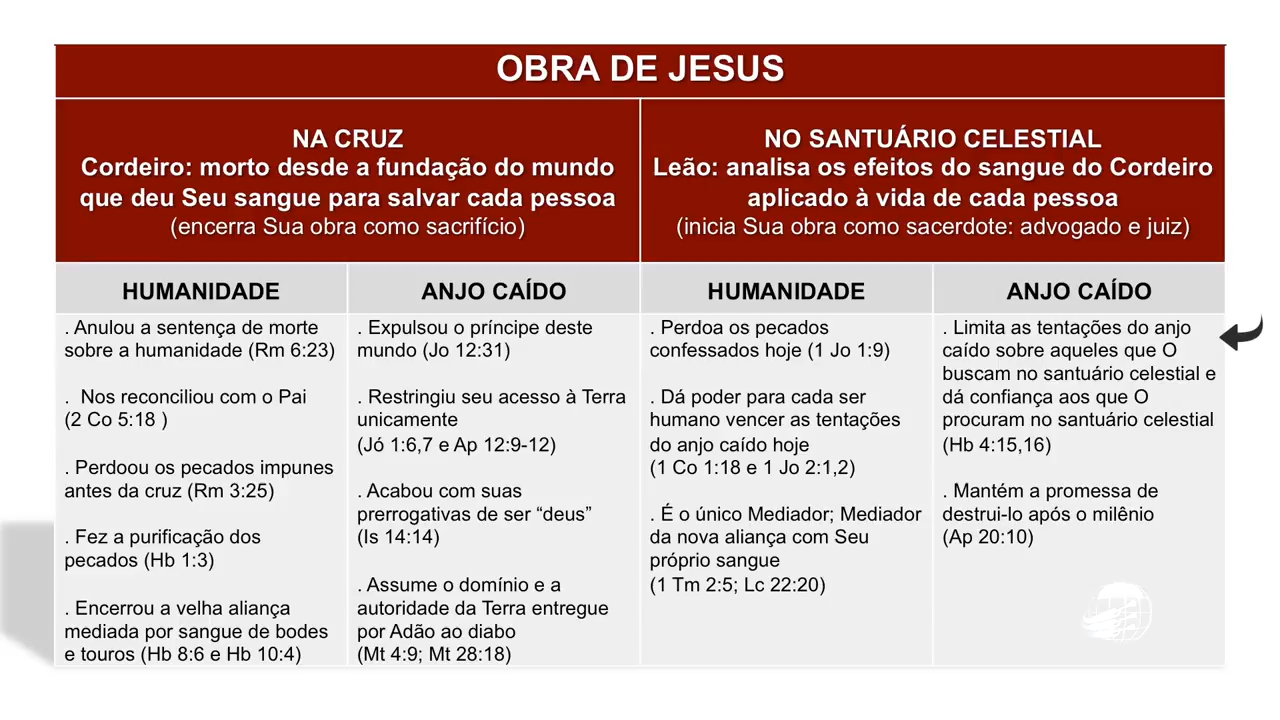 OBRA DE JESUS
NA CRUZ
Cordeiro: morto desde a fundação do mundo
que deu Seu sangue para salvar cada pessoa
(encerra Sua obra como sacrifício)
NO SANTUÁRIO CELESTIAL
Leão: analisa os efeitos do sangue do Cordeiro
aplicado à vida de cada pessoa
(inicia Sua obra como sacerdote: advogado e juiz)
HUMANIDADE
ANJO CAÍDO
HUMANIDADE
ANJO CAÍDO
. Anulou a sentença de morte
sobre a humanidade (Rm 6:23)
. Nos reconciliou com o Pai
(2 Co 5:18 )
. Perdoou os pecados impunes
antes da cruz (Rm 3:25)
. Fez a purificação dos
pecados (Hb 1:3)
. Encerrou a velha aliança
mediada por sangue de bodes
e touros (Hb 8:6 e Hb 10:4)
. Expulsou o príncipe deste
mundo (Jo 12:31)
. Restringiu seu acesso à Terra
unicamente
(Jó 1:6,7 e Ap 12:9-12)
. Acabou com suas
prerrogativas de ser “deus”
(Is 14:14)
. Assume o domínio e a
autoridade da Terra entregue
por Adão ao diabo
(Mt 4:9; Mt 28:18)
. Perdoa os pecados
confessados hoje (1 Jo 1:9)
. Dá poder para cada ser
humano vencer as tentações
do anjo caído hoje
(1 Co 1:18 e 1 Jo 2:1,2)
. É o único Mediador; Mediador
da nova aliança com Seu
próprio sangue
(1 Tm 2:5; Lc 22:20)
. Limita as tentações do anjo
caído sobre aqueles que O
buscam no santuário celestial e
dá confiança aos que O
procuram no santuário celestial
(Hb 4:15,16)
. Mantém a promessa de
destrui-lo após o milênio
(Ap 20:10)